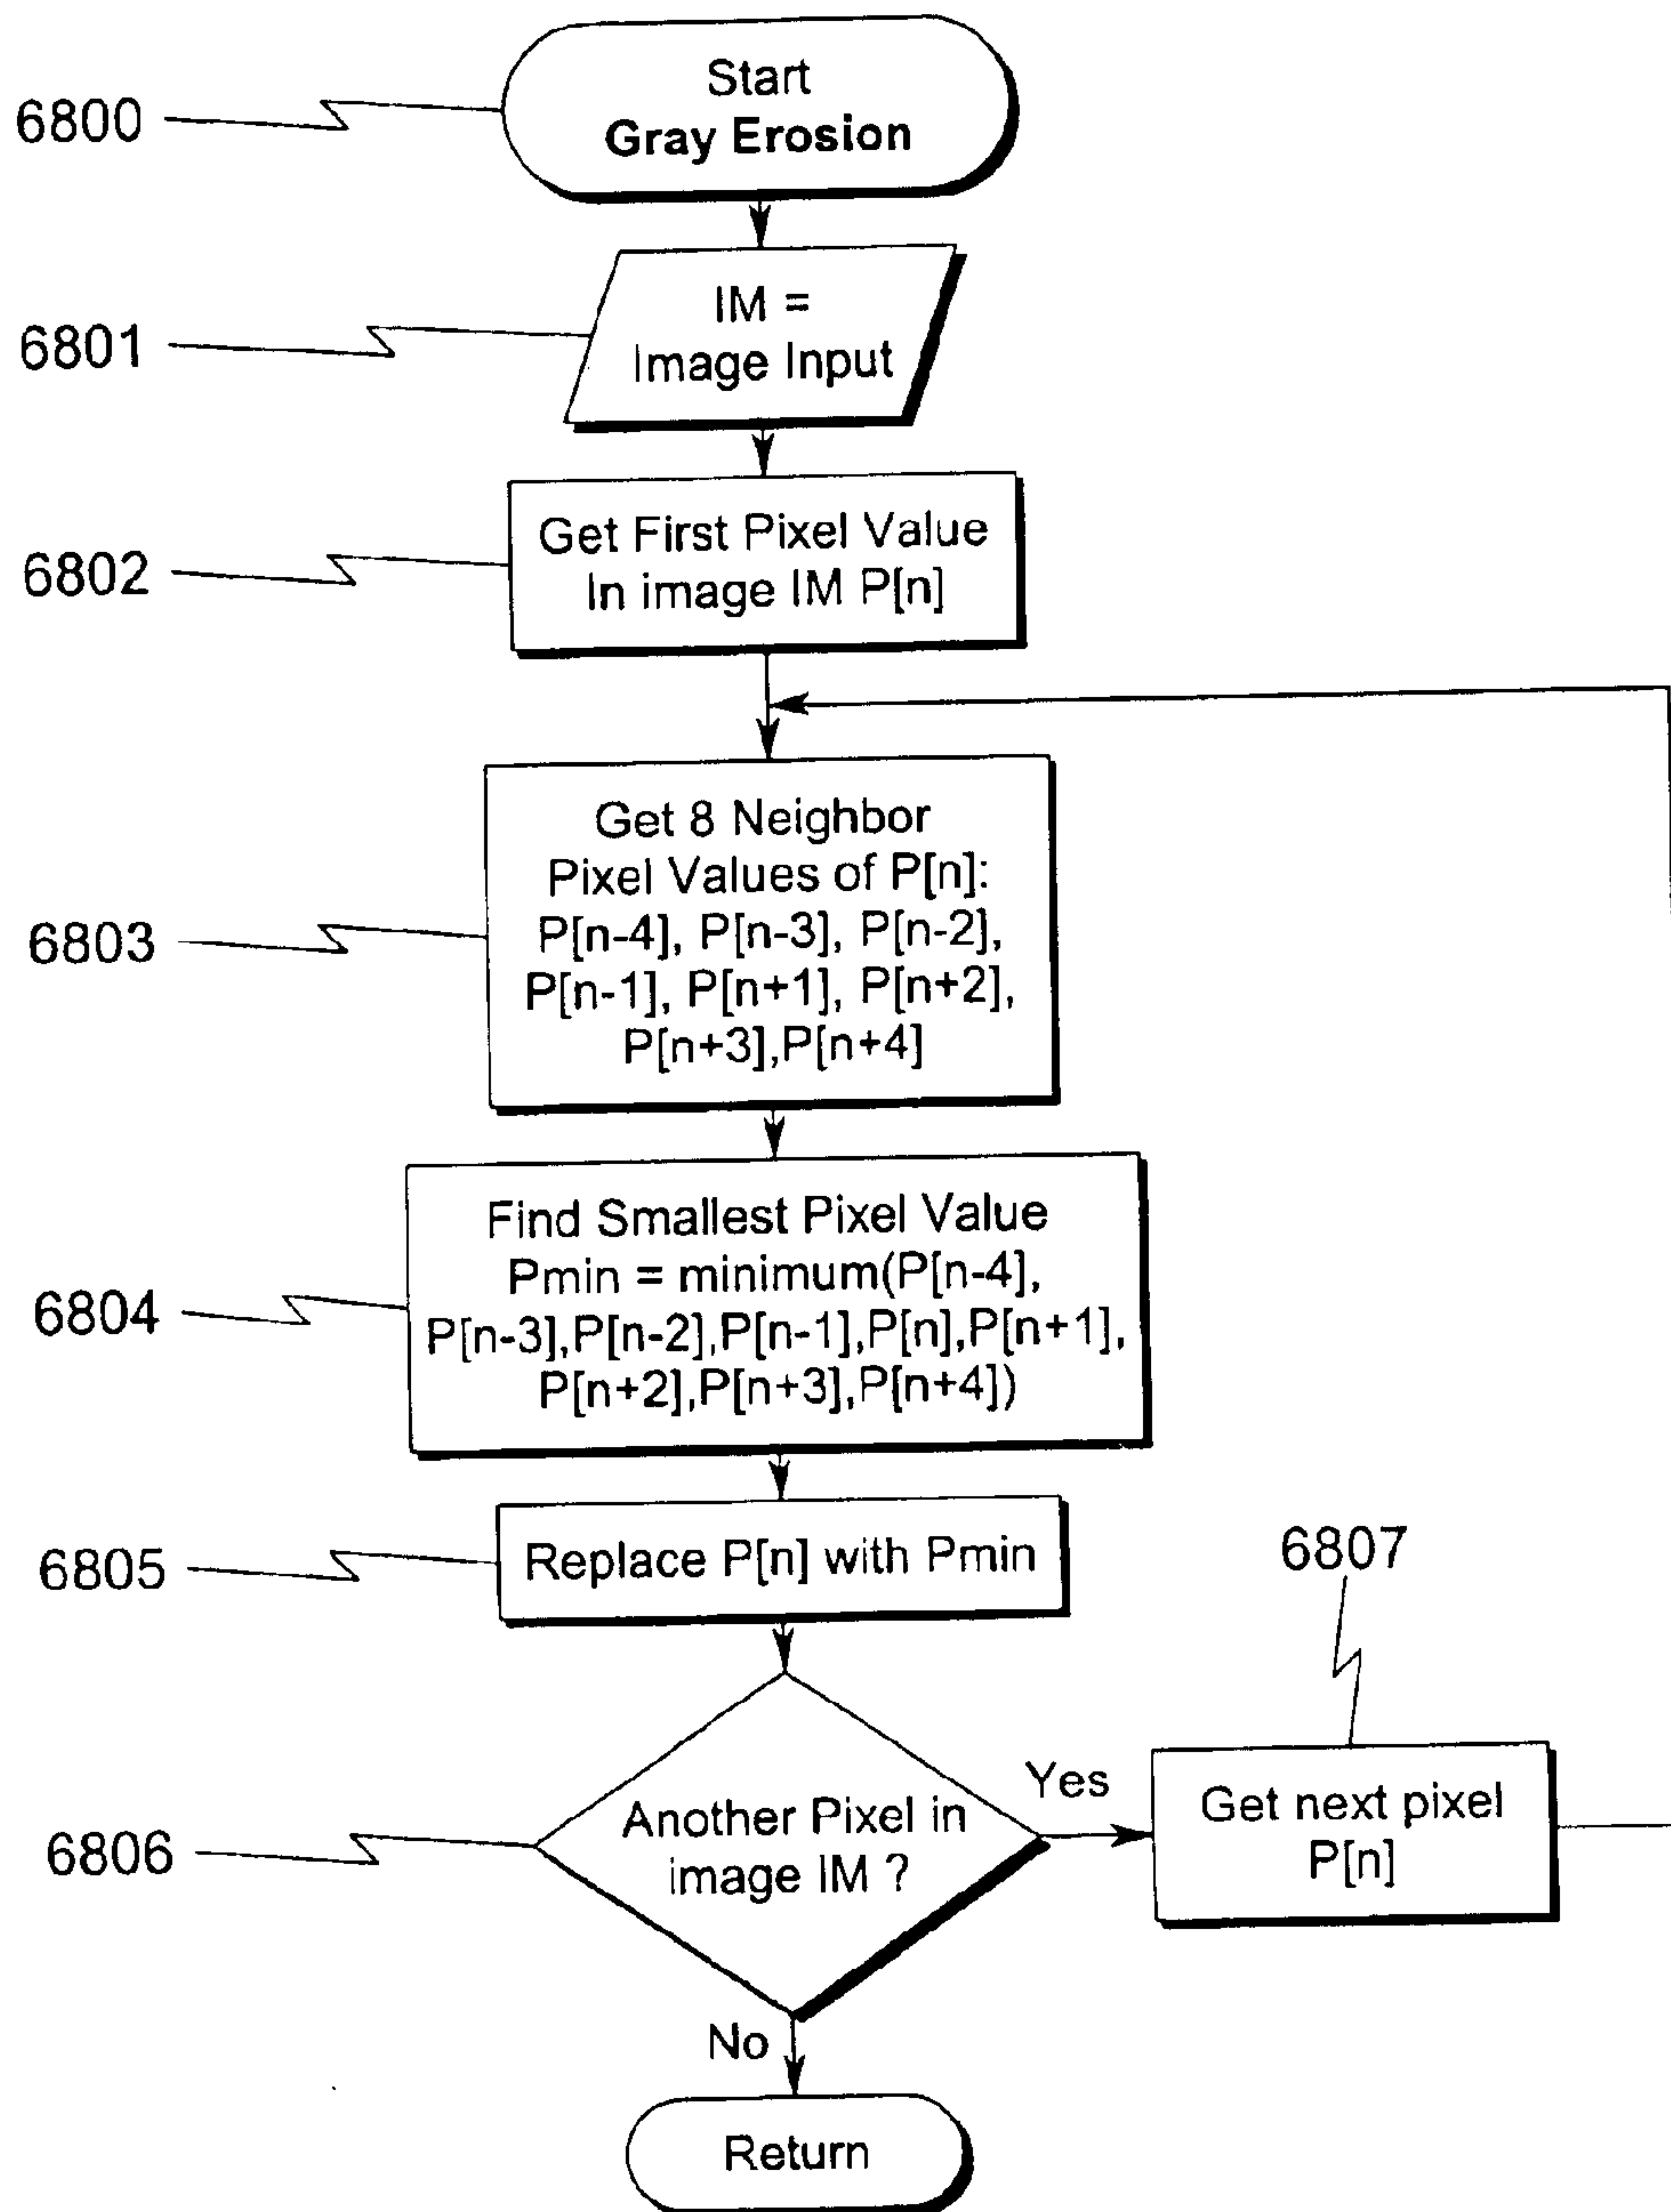 6800
Start
Gray Erosion
6801
IM =
Image Input
6802
Get First Pixel Value
In image IM P[n]
6803
Get 8 Neighbor
Pixel Values of P[n]:
P[n-4], P[n-3], P[n-2],
P[n-1], P[n+1], P[n+2],
P[n+3],P[n+4]
6804
Find Smallest Pixel Value
Pmin = minimum(P[n-4],
P[n-3],P[n-2],P[n-1],P[n],P[n+1],
P[n+2],P[n+3],P[n+4])
6805
Replace P[n] with Pmin
6806
Another Pixel in
image IM ?
Yes
6807
Get next pixel
P[n]
No
Return